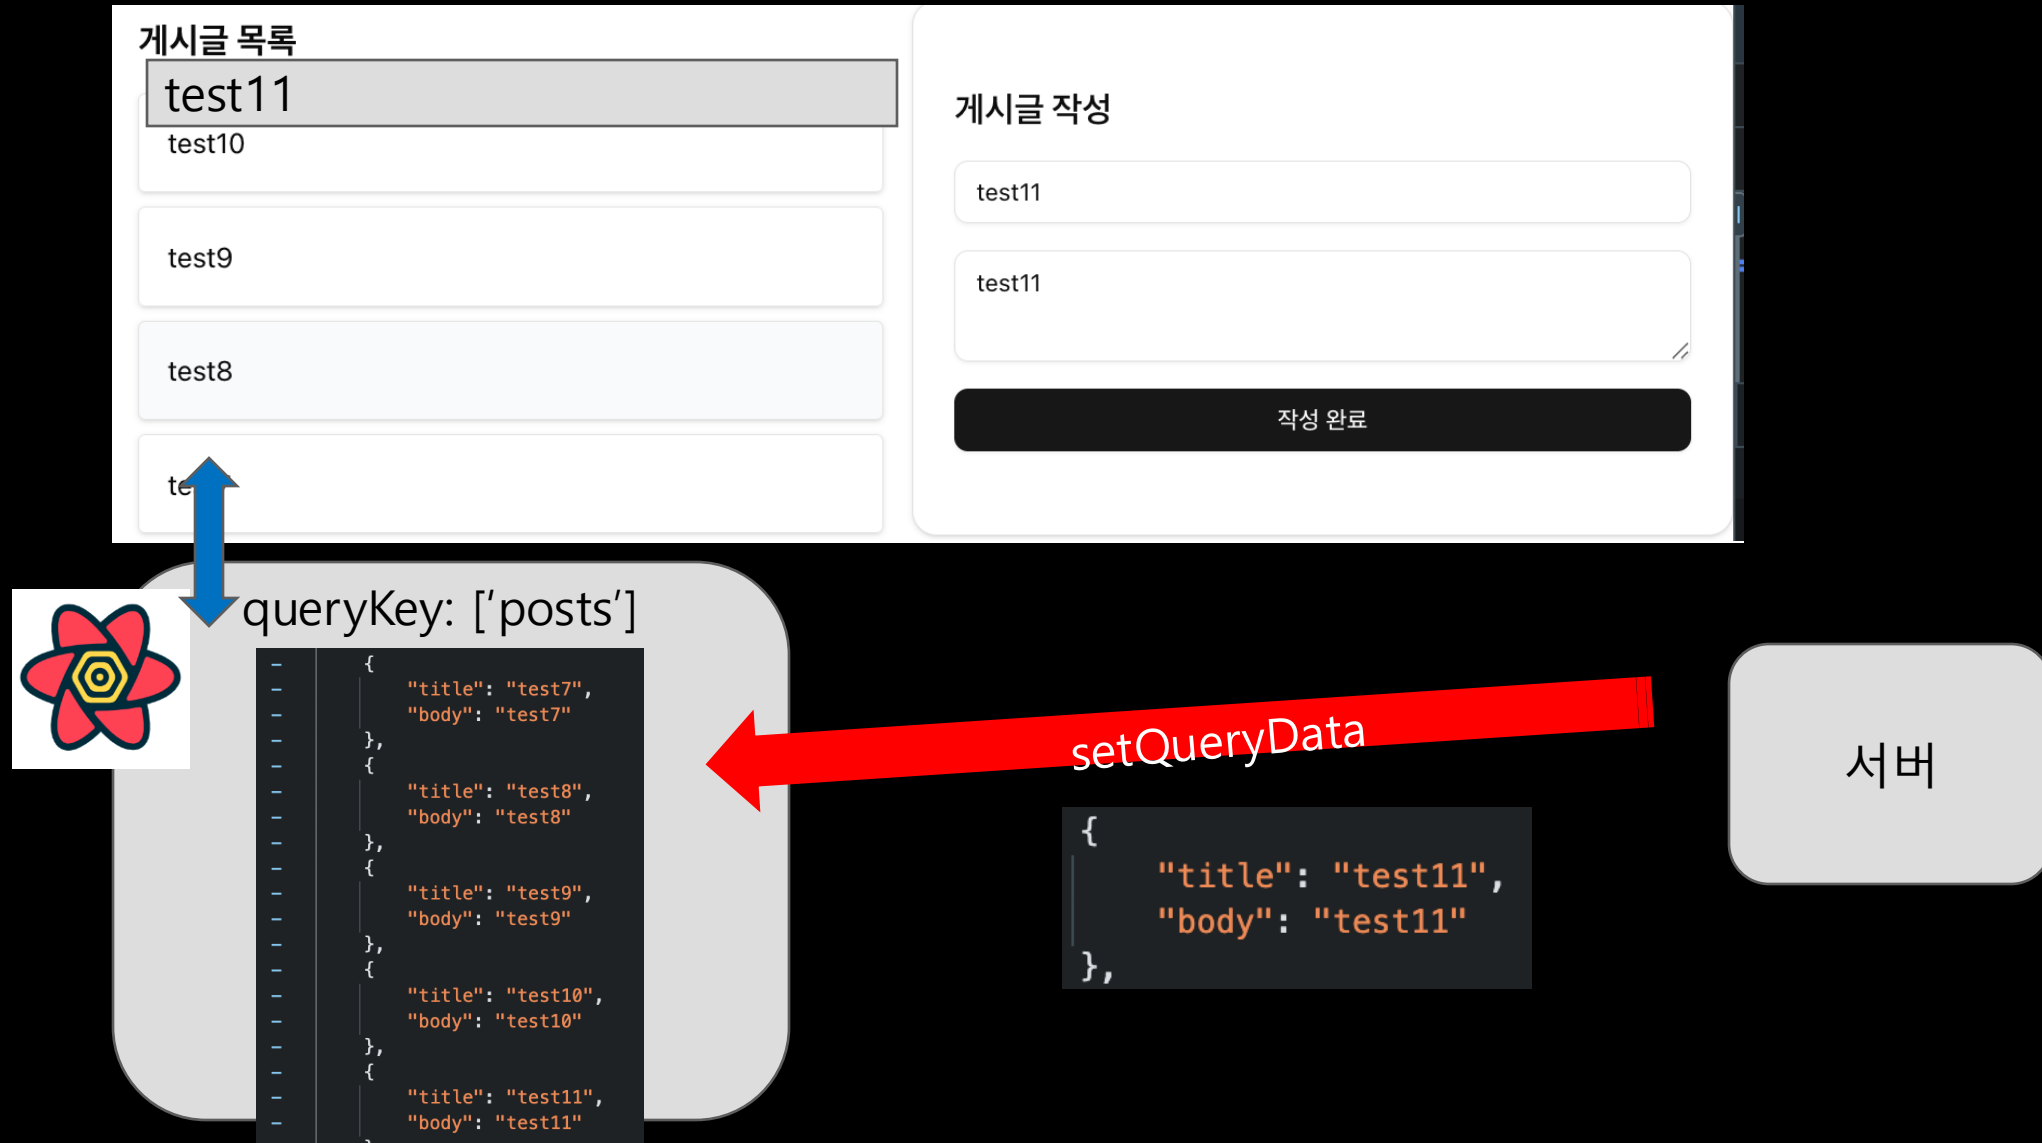 게시글 목록
test11
test10
test9
test8
게시글 작성
test11
test11
작성 완료
queryKey: [‘posts’]
{
"title": "test7",
"body": "test7"
},
{
"title": "test8",
"body": "test8"
},
{
"title": "test9",
"body": "test9"
},
{
"title": "test10",
"body": "test10"
},
{
"title": "test11",
"body": "test11"
setQueryData
{
"title": "test11",
"body": "test11"
},
서버